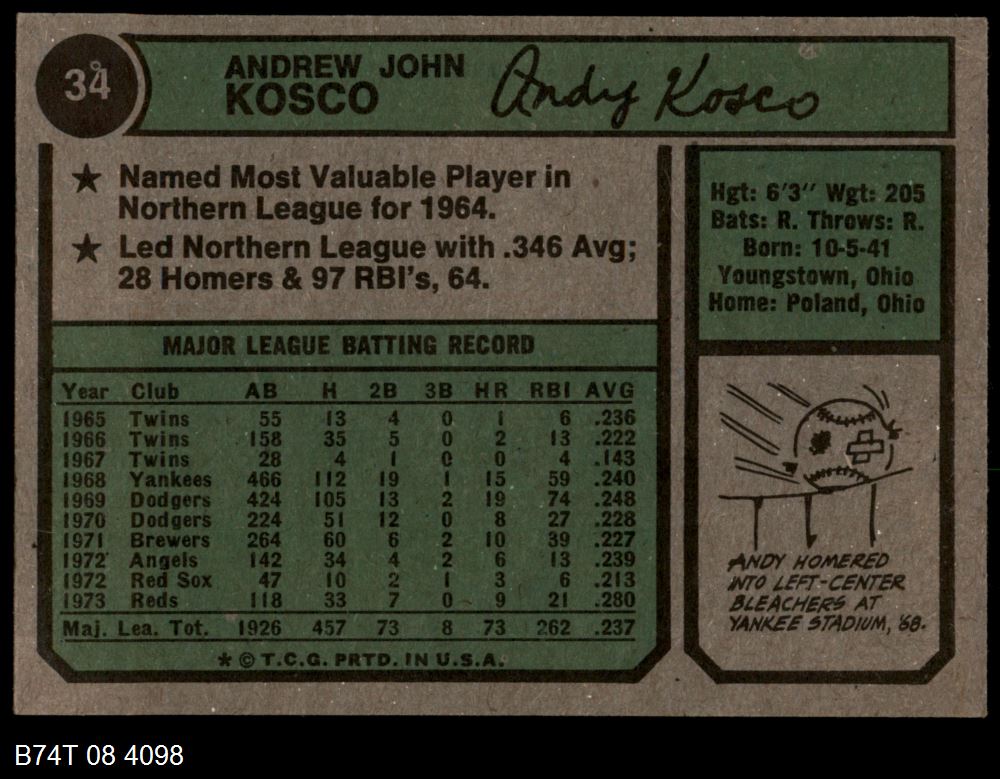 34
ANDREW JOHN
KOSCO
Andy Kosco
★ Named Most Valuable Player in
Northern League for 1964.
★ Led Northern League with .346 Avg;
28 Homers & 97 RBI's, 64.
Hgt: 6'3" Wgt: 205
Bats: R. Throws: R.
Born: 10-5-41
Youngstown, Ohio
Home: Poland, Ohio
MAJOR LEAGUE BATTING RECORD
Year Club AB H 2B 3B HR RBI AVG
1965 Twins 55 13 4 0 1 6 .236
1966 Twins 158 35 5 0 2 13 .222
1967 Twins 28 4 1 0 0 4 .143
1968 Yankees 466 112 19 1 15 59 .240
1969 Dodgers 424 105 13 2 19 74 .248
1970 Dodgers 224 51 12 0 8 27 .228
1971 Brewers 264 60 6 2 10 39 .227
1972 Angels 142 34 4 2 6 13 .239
1972 Red Sox 47 10 2 1 3 6 .213
1973 Reds 118 33 7 0 9 21 .280
Maj. Lea. Tot. 1926 457 73 8 73 262 .237
* © T.C.G. PRTD. IN U.S.A.
ANDY HOMERED
INTO LEFT-CENTER
BLEACHERS AT
YANKEE STADIUM, '68.
B74T 08 4098